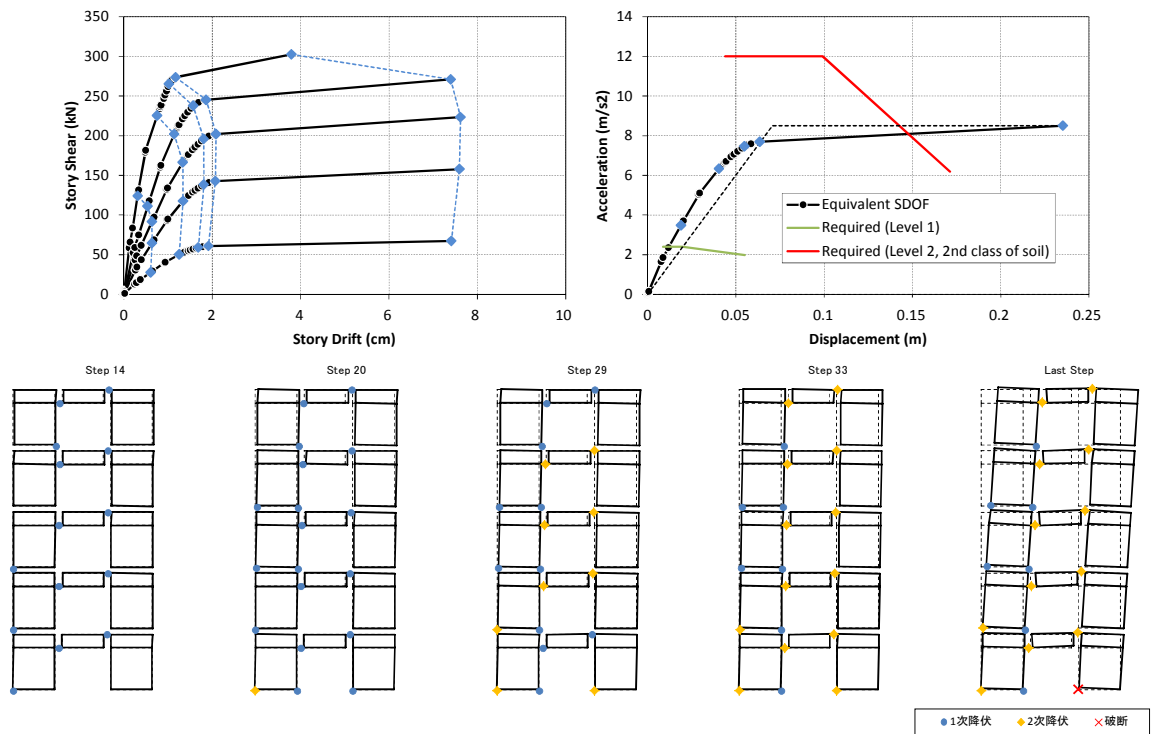 350
300
250
200
150
100
50
0
Story Shear (kN)
0 2 4 6 8 10
Story Drift (cm)
14
12
10
8
6
4
2
0
Acceleration (m/s2)
Equivalent SDOF
Required (Level 1)
Required (Level 2, 2nd class of soil)
0 0.05 0.1 0.15 0.2 0.25
Displacement (m)
Step 14
Step 20
Step 29
Step 33
Last Step
1次降伏 2次降伏 破断